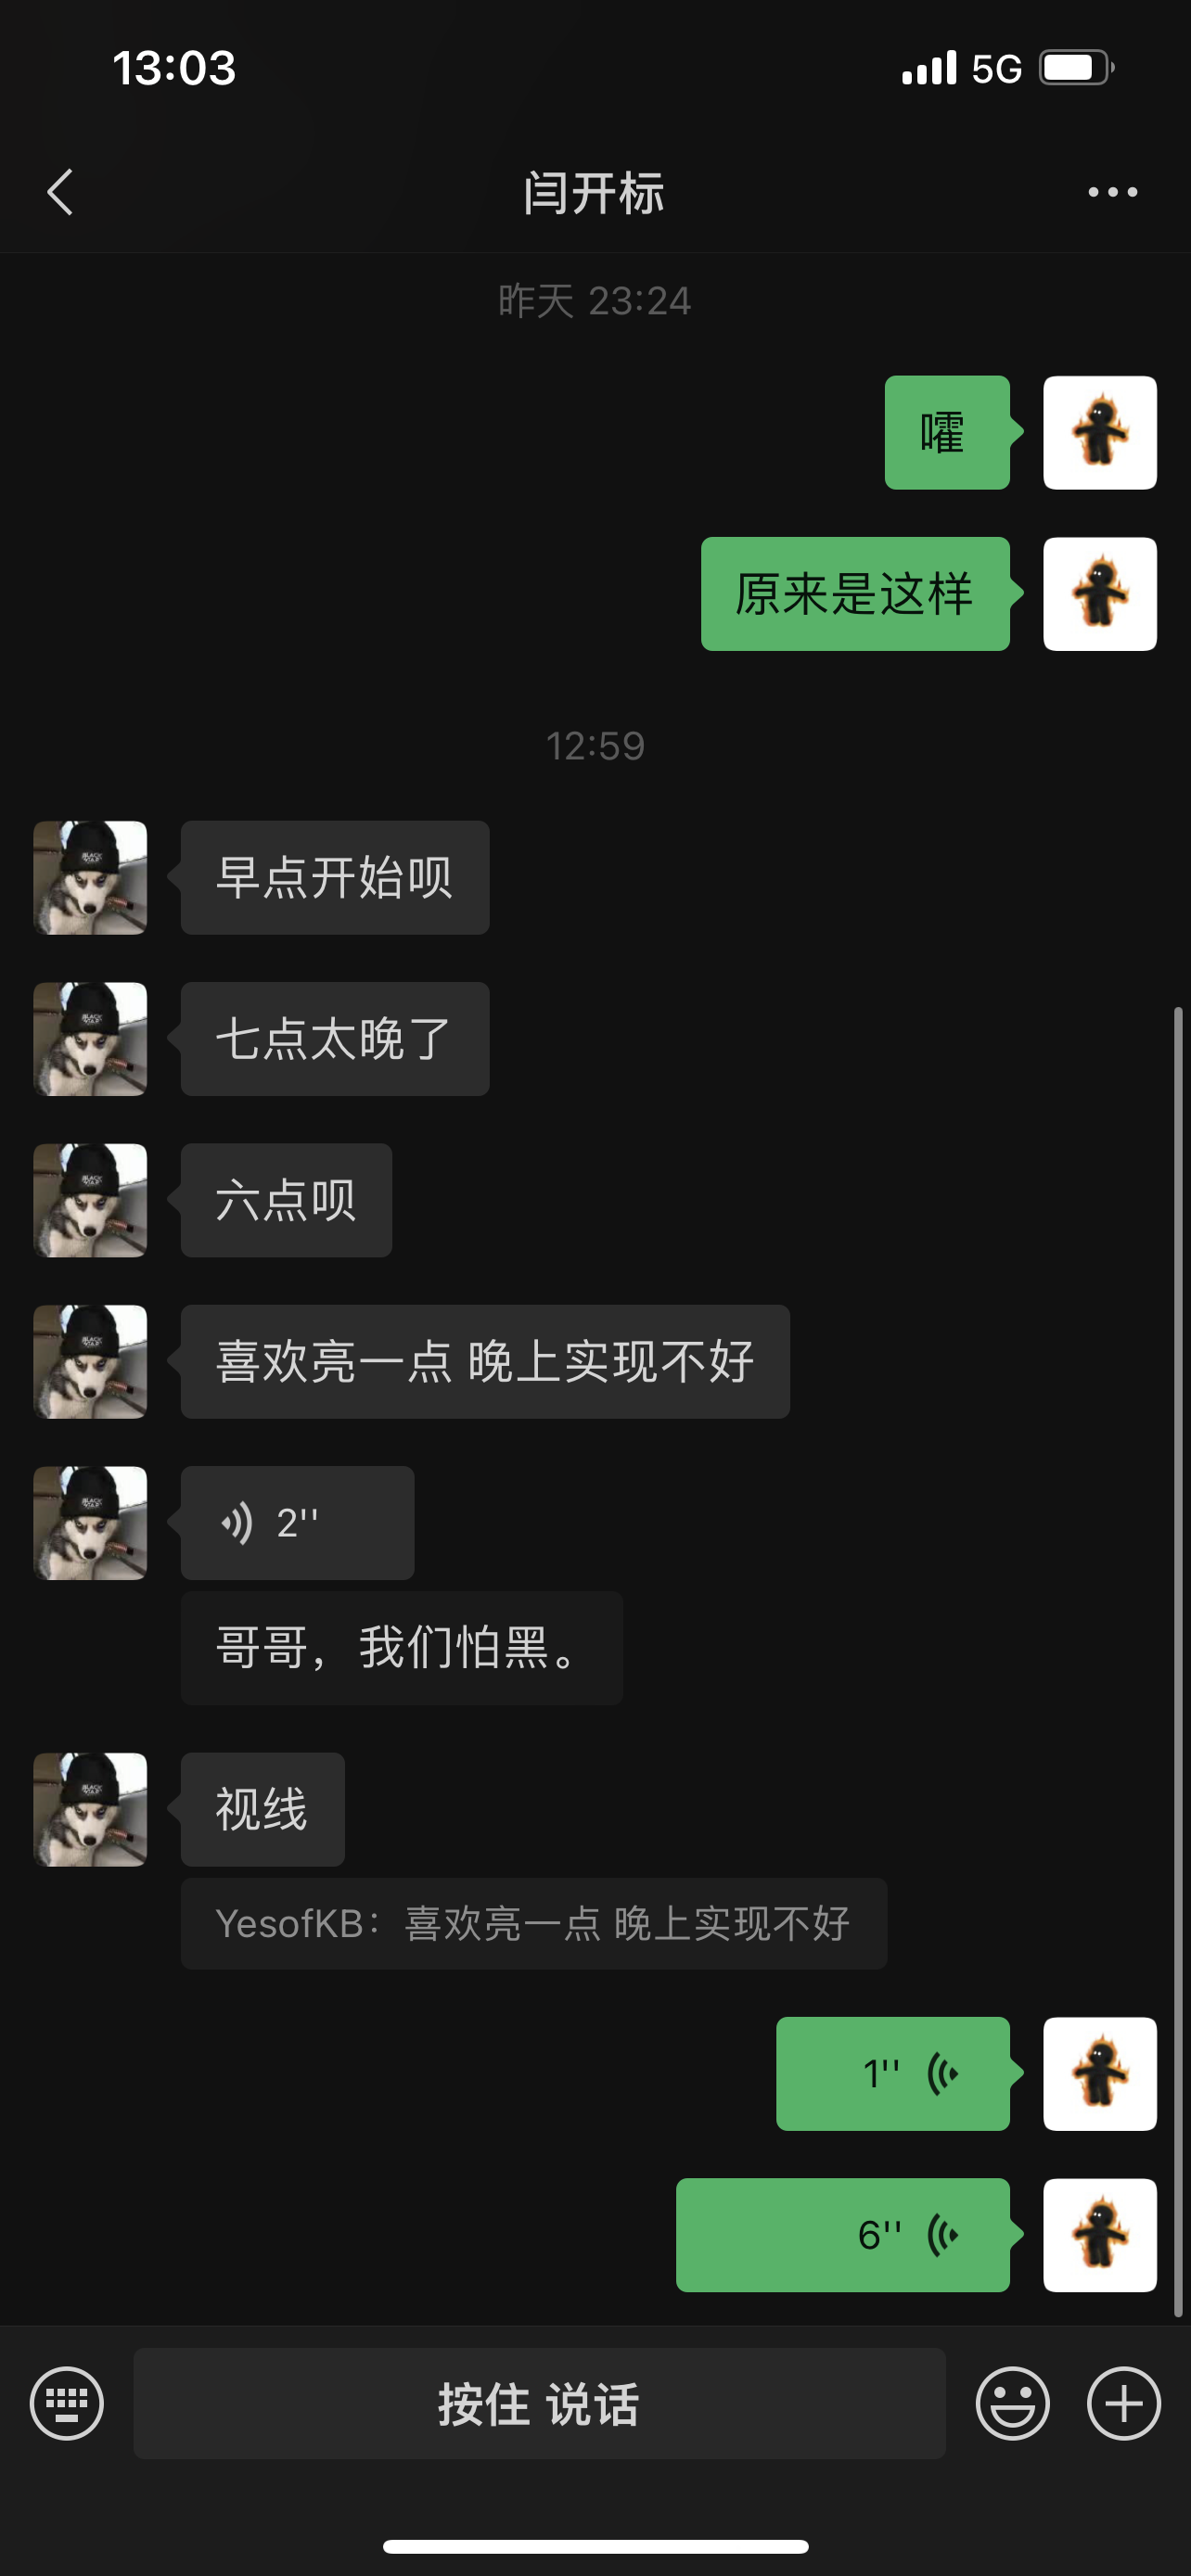 13:03
5G
闫开标
昨天 23:24
嚯
原来是这样
12:59
早点开始呗
七点太晚了
六点呗
喜欢亮一点 晚上实现不好
2''
哥哥，我们怕黑。
视线
YesofKB：喜欢亮一点 晚上实现不好
1''
6''
按住 说话